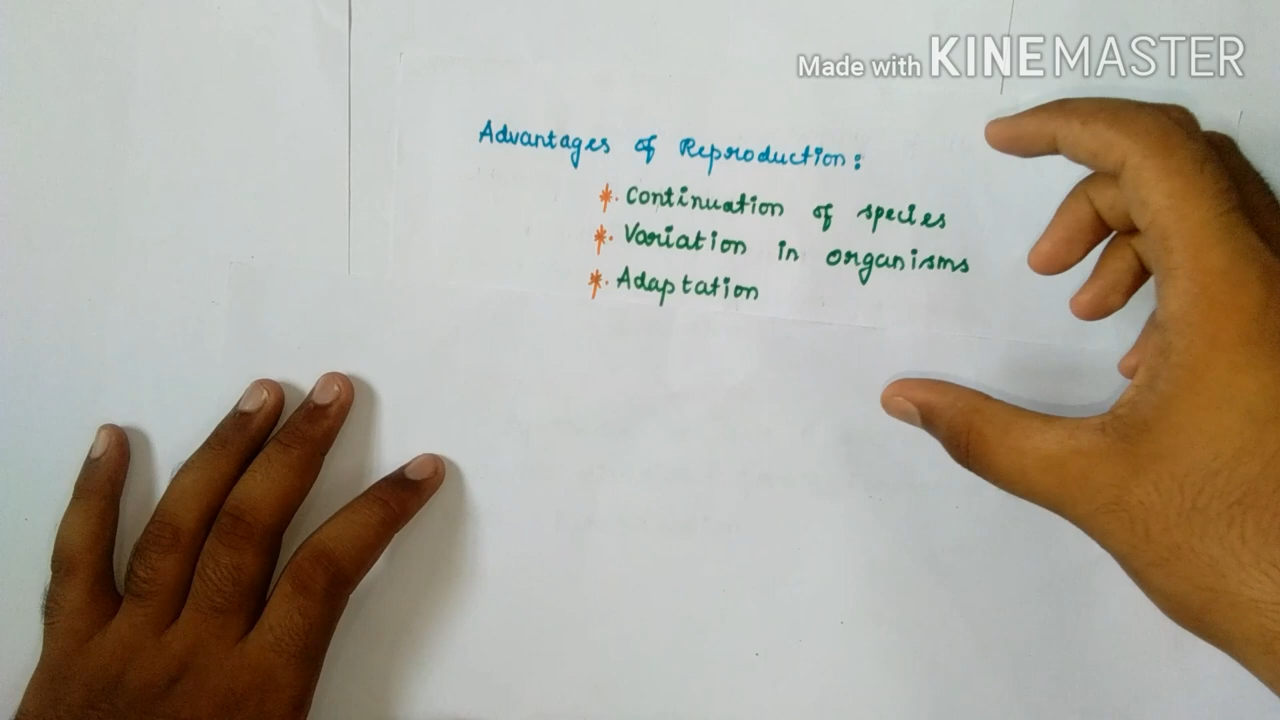 Made with KINEMASTER
Advantages of Reproduction:
*. Continuation of species
*. Variation in organisms
*. Adaptation